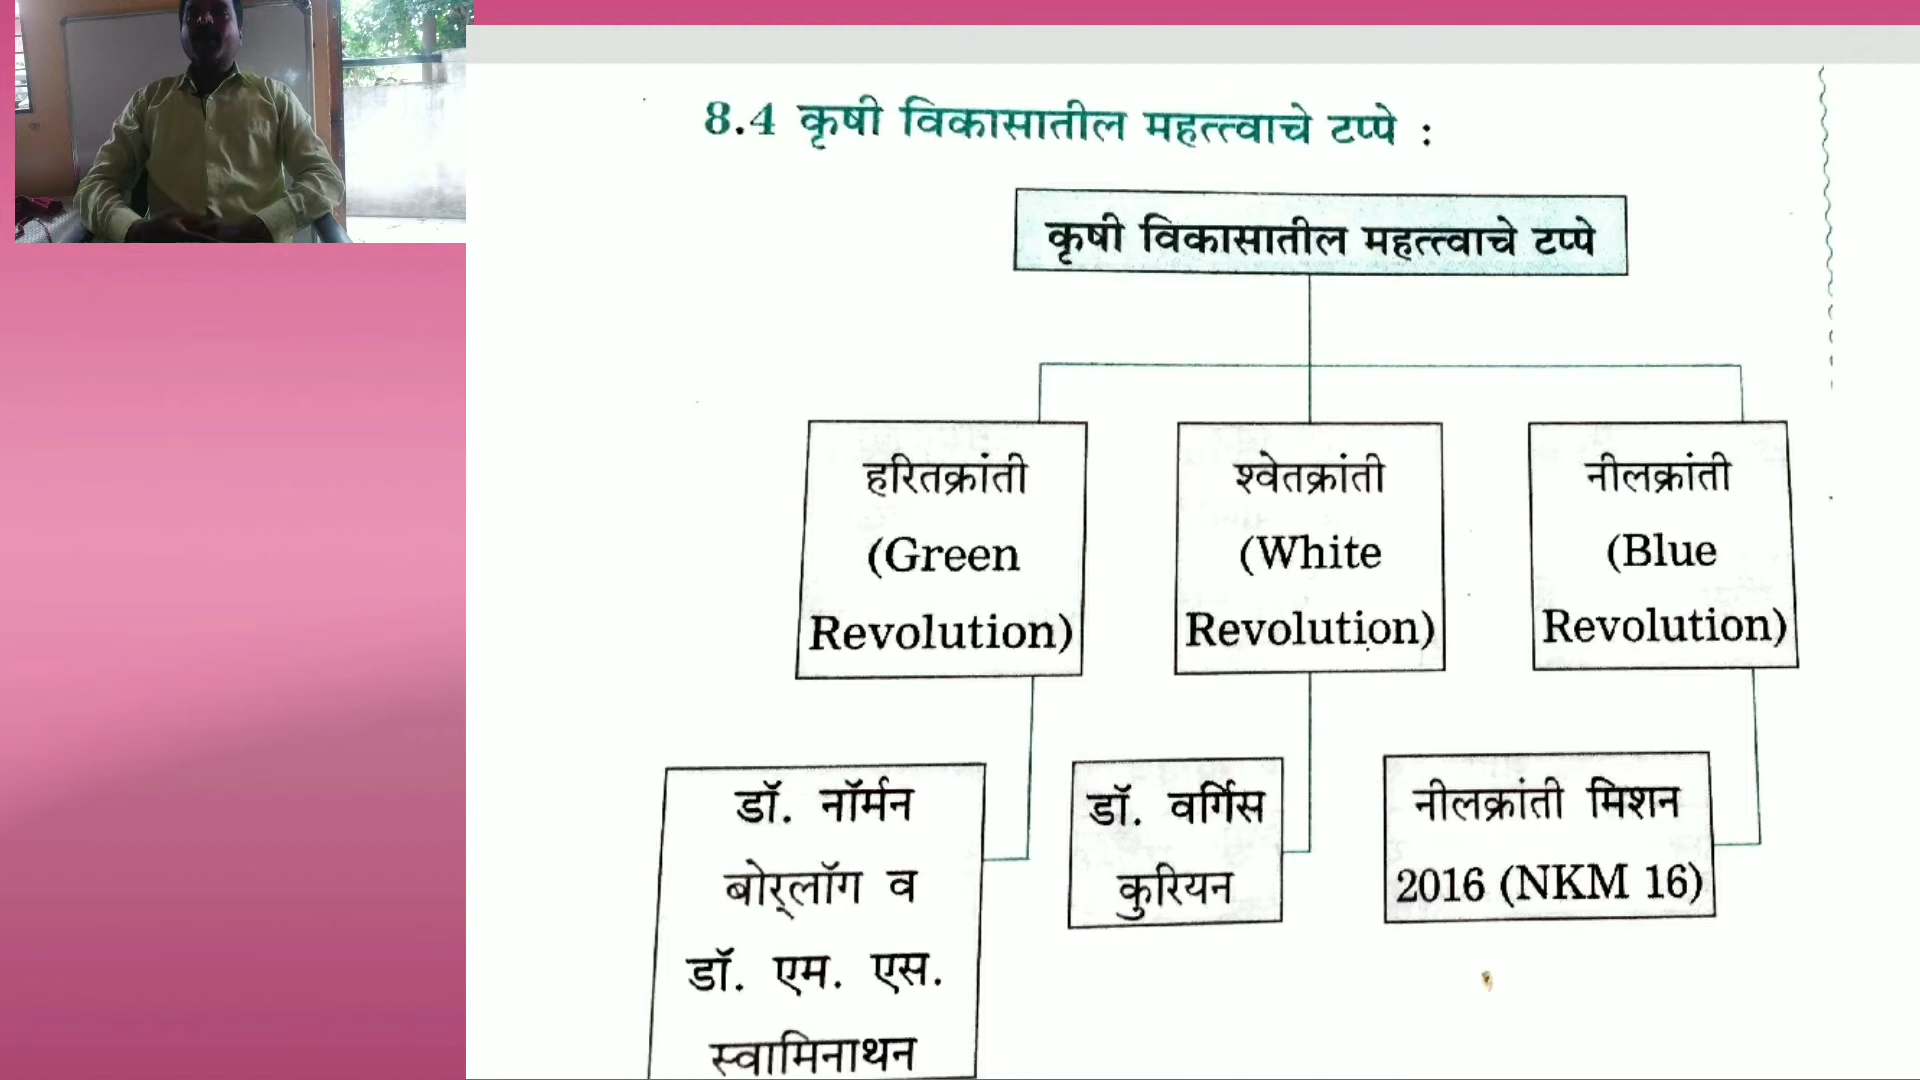 8.4 कृषी विकासातील महत्त्वाचे टप्पे :
कृषी विकासातील महत्त्वाचे टप्पे
हरितक्रांती
(Green
Revolution)
श्वेतक्रांती
(White
Revolution)
नीलक्रांती
(Blue
Revolution)
डॉ. नॉर्मन
बोर्‌लॉग व
डॉ. एम. एस.
स्वामिनाथन
डॉ. वर्गिस
कुरियन
नीलक्रांती मिशन
2016 (NKM 16)